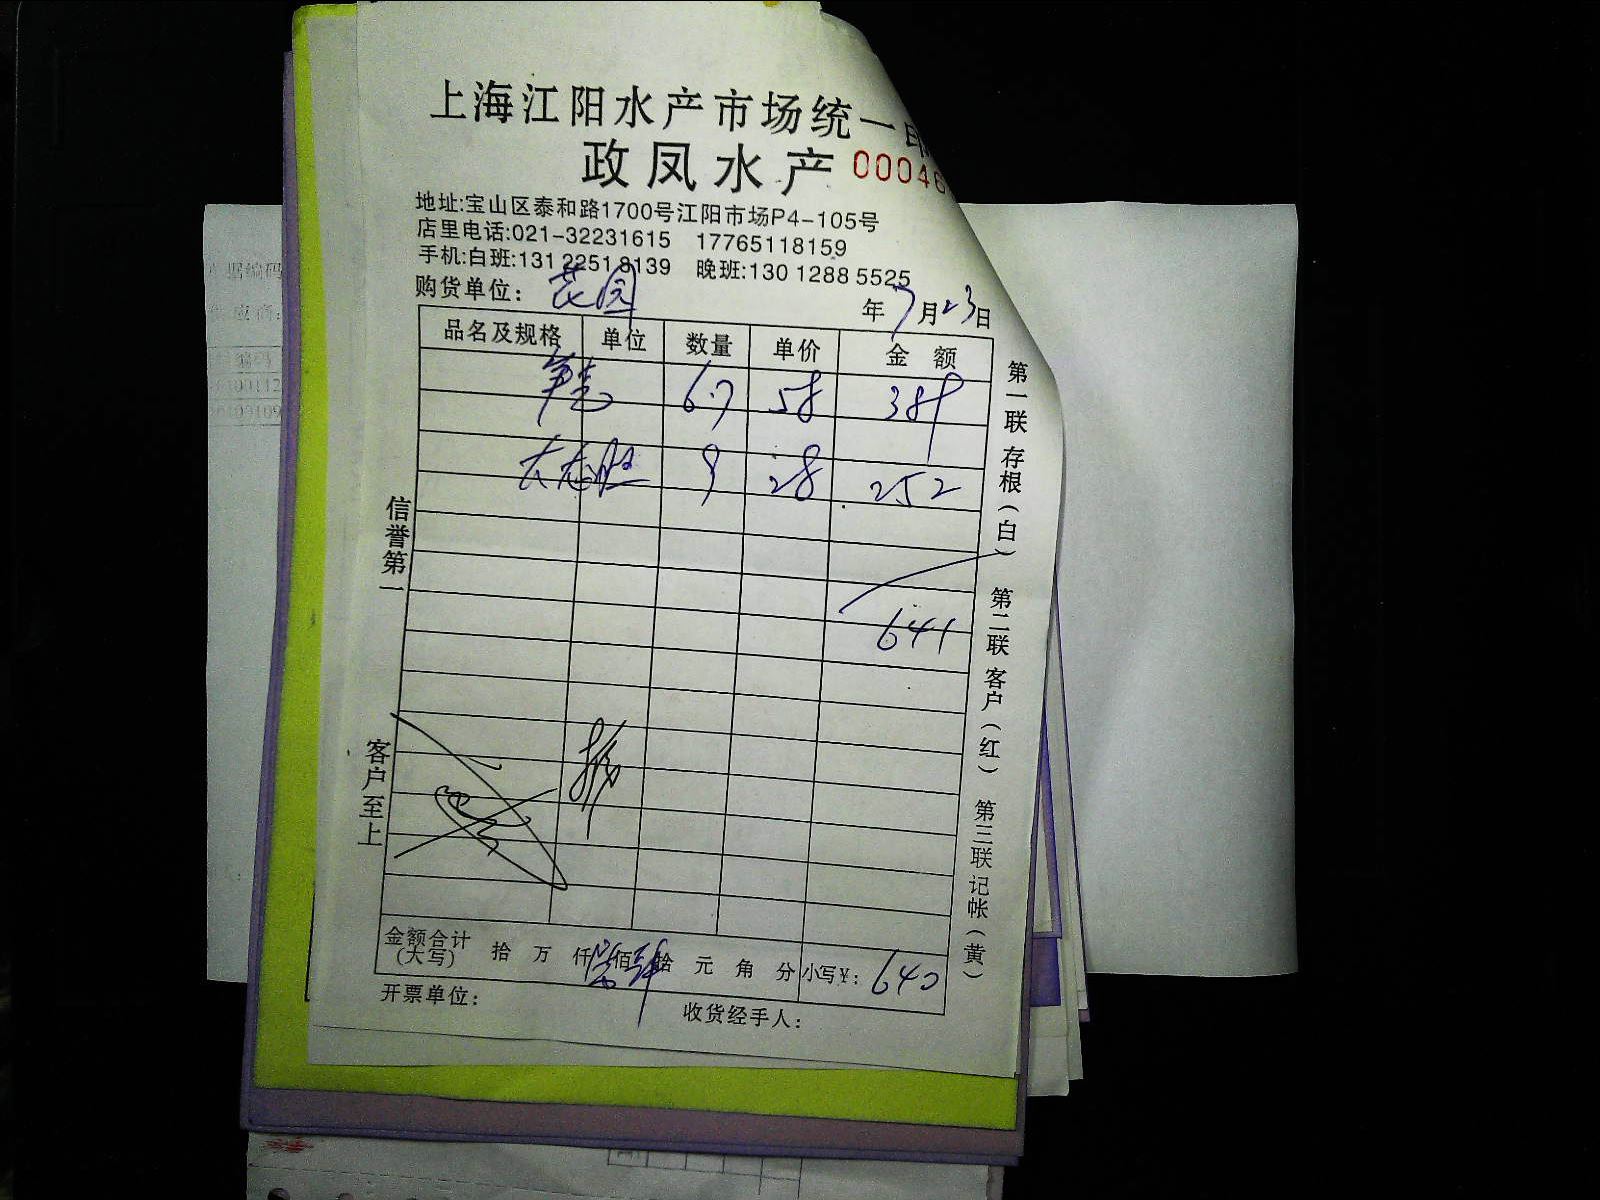 上海江阳水产市场统一印
政凤水产 00046
地址:宝山区泰和路1700号江阳市场P4-105号
店里电话:021-32231615 17765118159
手机:白班:131 2251 8139 晚班:130 1288 5525
购货单位: 花园 年7月23日
品名及规格 单位 数量 单价 金额
6.7 58 389
9 28 252
641
金额合计(大写) 拾 万 仟 佰 拾 元 角 分 小写¥: 640
开票单位: 收货经手人:
信誉第一
客户至上
第一联 存根(白) 第二联 客户(红) 第三联 记帐(黄)